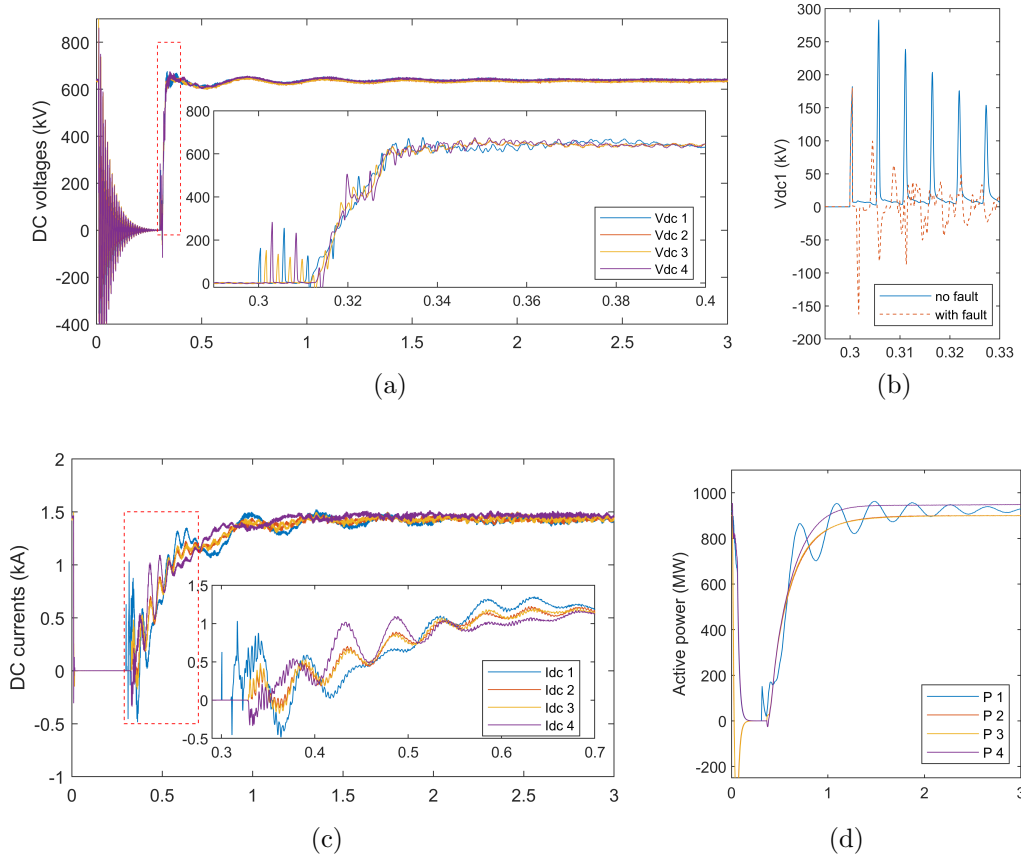 800
600
400
200
0
-200
-400
DC voltages (kV)
0 0.5 1 1.5 2 2.5 3
800
600
400
200
0
0.3 0.32 0.34 0.36 0.38 0.4
Vdc 1
Vdc 2
Vdc 3
Vdc 4
(a)
300
250
200
150
100
50
0
-50
-100
-150
-200
Vdc1 (kV)
no fault
with fault
0.3 0.31 0.32 0.33
(b)
2
1.5
1
0.5
0
-0.5
-1
DC currents (kA)
0 0.5 1 1.5 2 2.5 3
1.5
1
0.5
0
-0.5
0.3 0.4 0.5 0.6 0.7
Idc 1
Idc 2
Idc 3
Idc 4
(c)
1000
800
600
400
200
0
-200
Active power (MW)
P 1
P 2
P 3
P 4
0 1 2 3
(d)